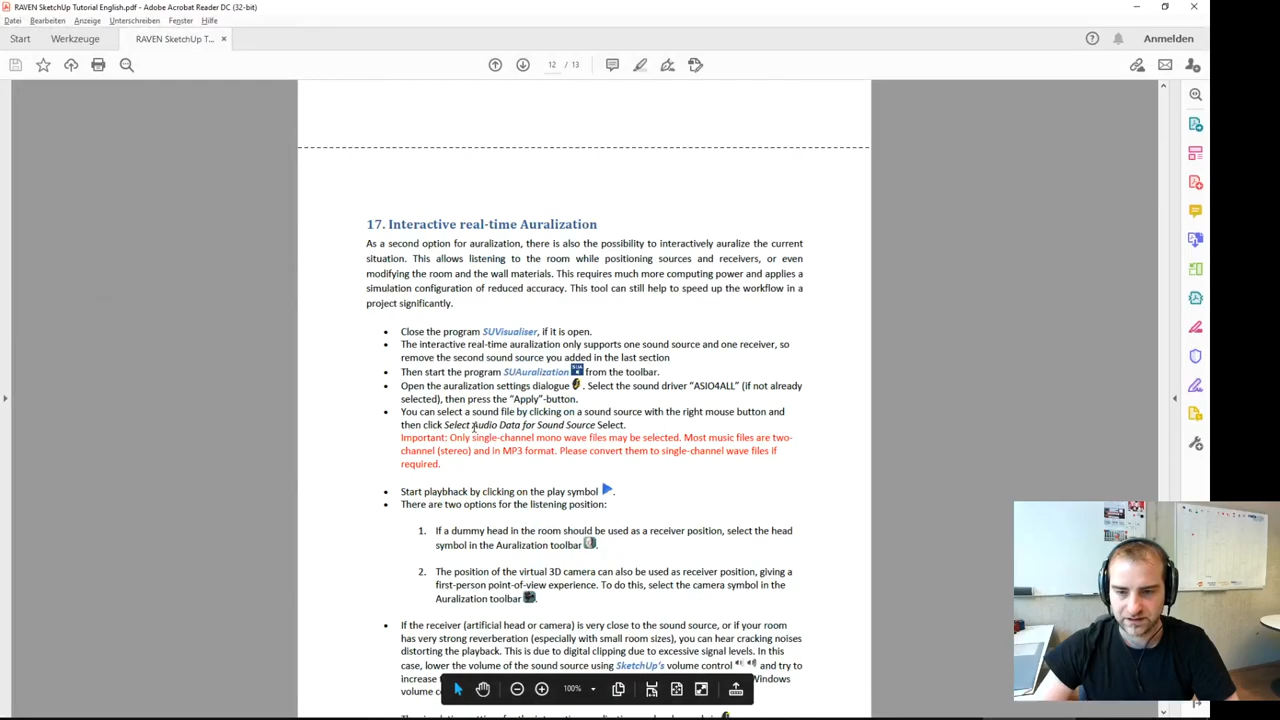 RAVEN SketchUp Tutorial English.pdf - Adobe Acrobat Reader DC (32-bit)
Datei Bearbeiten Anzeige Unterschreiben Fenster Hilfe
Start Werkzeuge RAVEN SketchUp T... × Anmelden
12 / 13
17. Interactive real-time Auralization
As a second option for auralization, there is also the possibility to interactively auralize the current
situation. This allows listening to the room while positioning sources and receivers, or even
modifying the room and the wall materials. This requires much more computing power and applies a
simulation configuration of reduced accuracy. This tool can still help to speed up the workflow in a
project significantly.
• Close the program SUVisualiser, if it is open.
• The interactive real-time auralization only supports one sound source and one receiver, so
remove the second sound source you added in the last section
• Then start the program SUAuralization from the toolbar.
• Open the auralization settings dialogue . Select the sound driver “ASIO4ALL” (if not already
selected), then press the “Apply”-button.
• You can select a sound file by clicking on a sound source with the right mouse button and
then click Select Audio Data for Sound Source Select.
Important: Only single-channel mono wave files may be selected. Most music files are two-
channel (stereo) and in MP3 format. Please convert them to single-channel wave files if
required.
• Start playbhack by clicking on the play symbol .
• There are two options for the listening position:
1. If a dummy head in the room should be used as a receiver position, select the head
symbol in the Auralization toolbar .
2. The position of the virtual 3D camera can also be used as receiver position, giving a
first-person point-of-view experience. To do this, select the camera symbol in the
Auralization toolbar .
• If the receiver (artificial head or camera) is very close to the sound source, or if your room
has very strong reverberation (especially with small room sizes), you can hear cracking noises
distorting the playback. This is due to digital clipping due to excessive signal levels. In this
case, lower the volume of the sound source using SketchUp's volume control and try to
increase
volume
100%